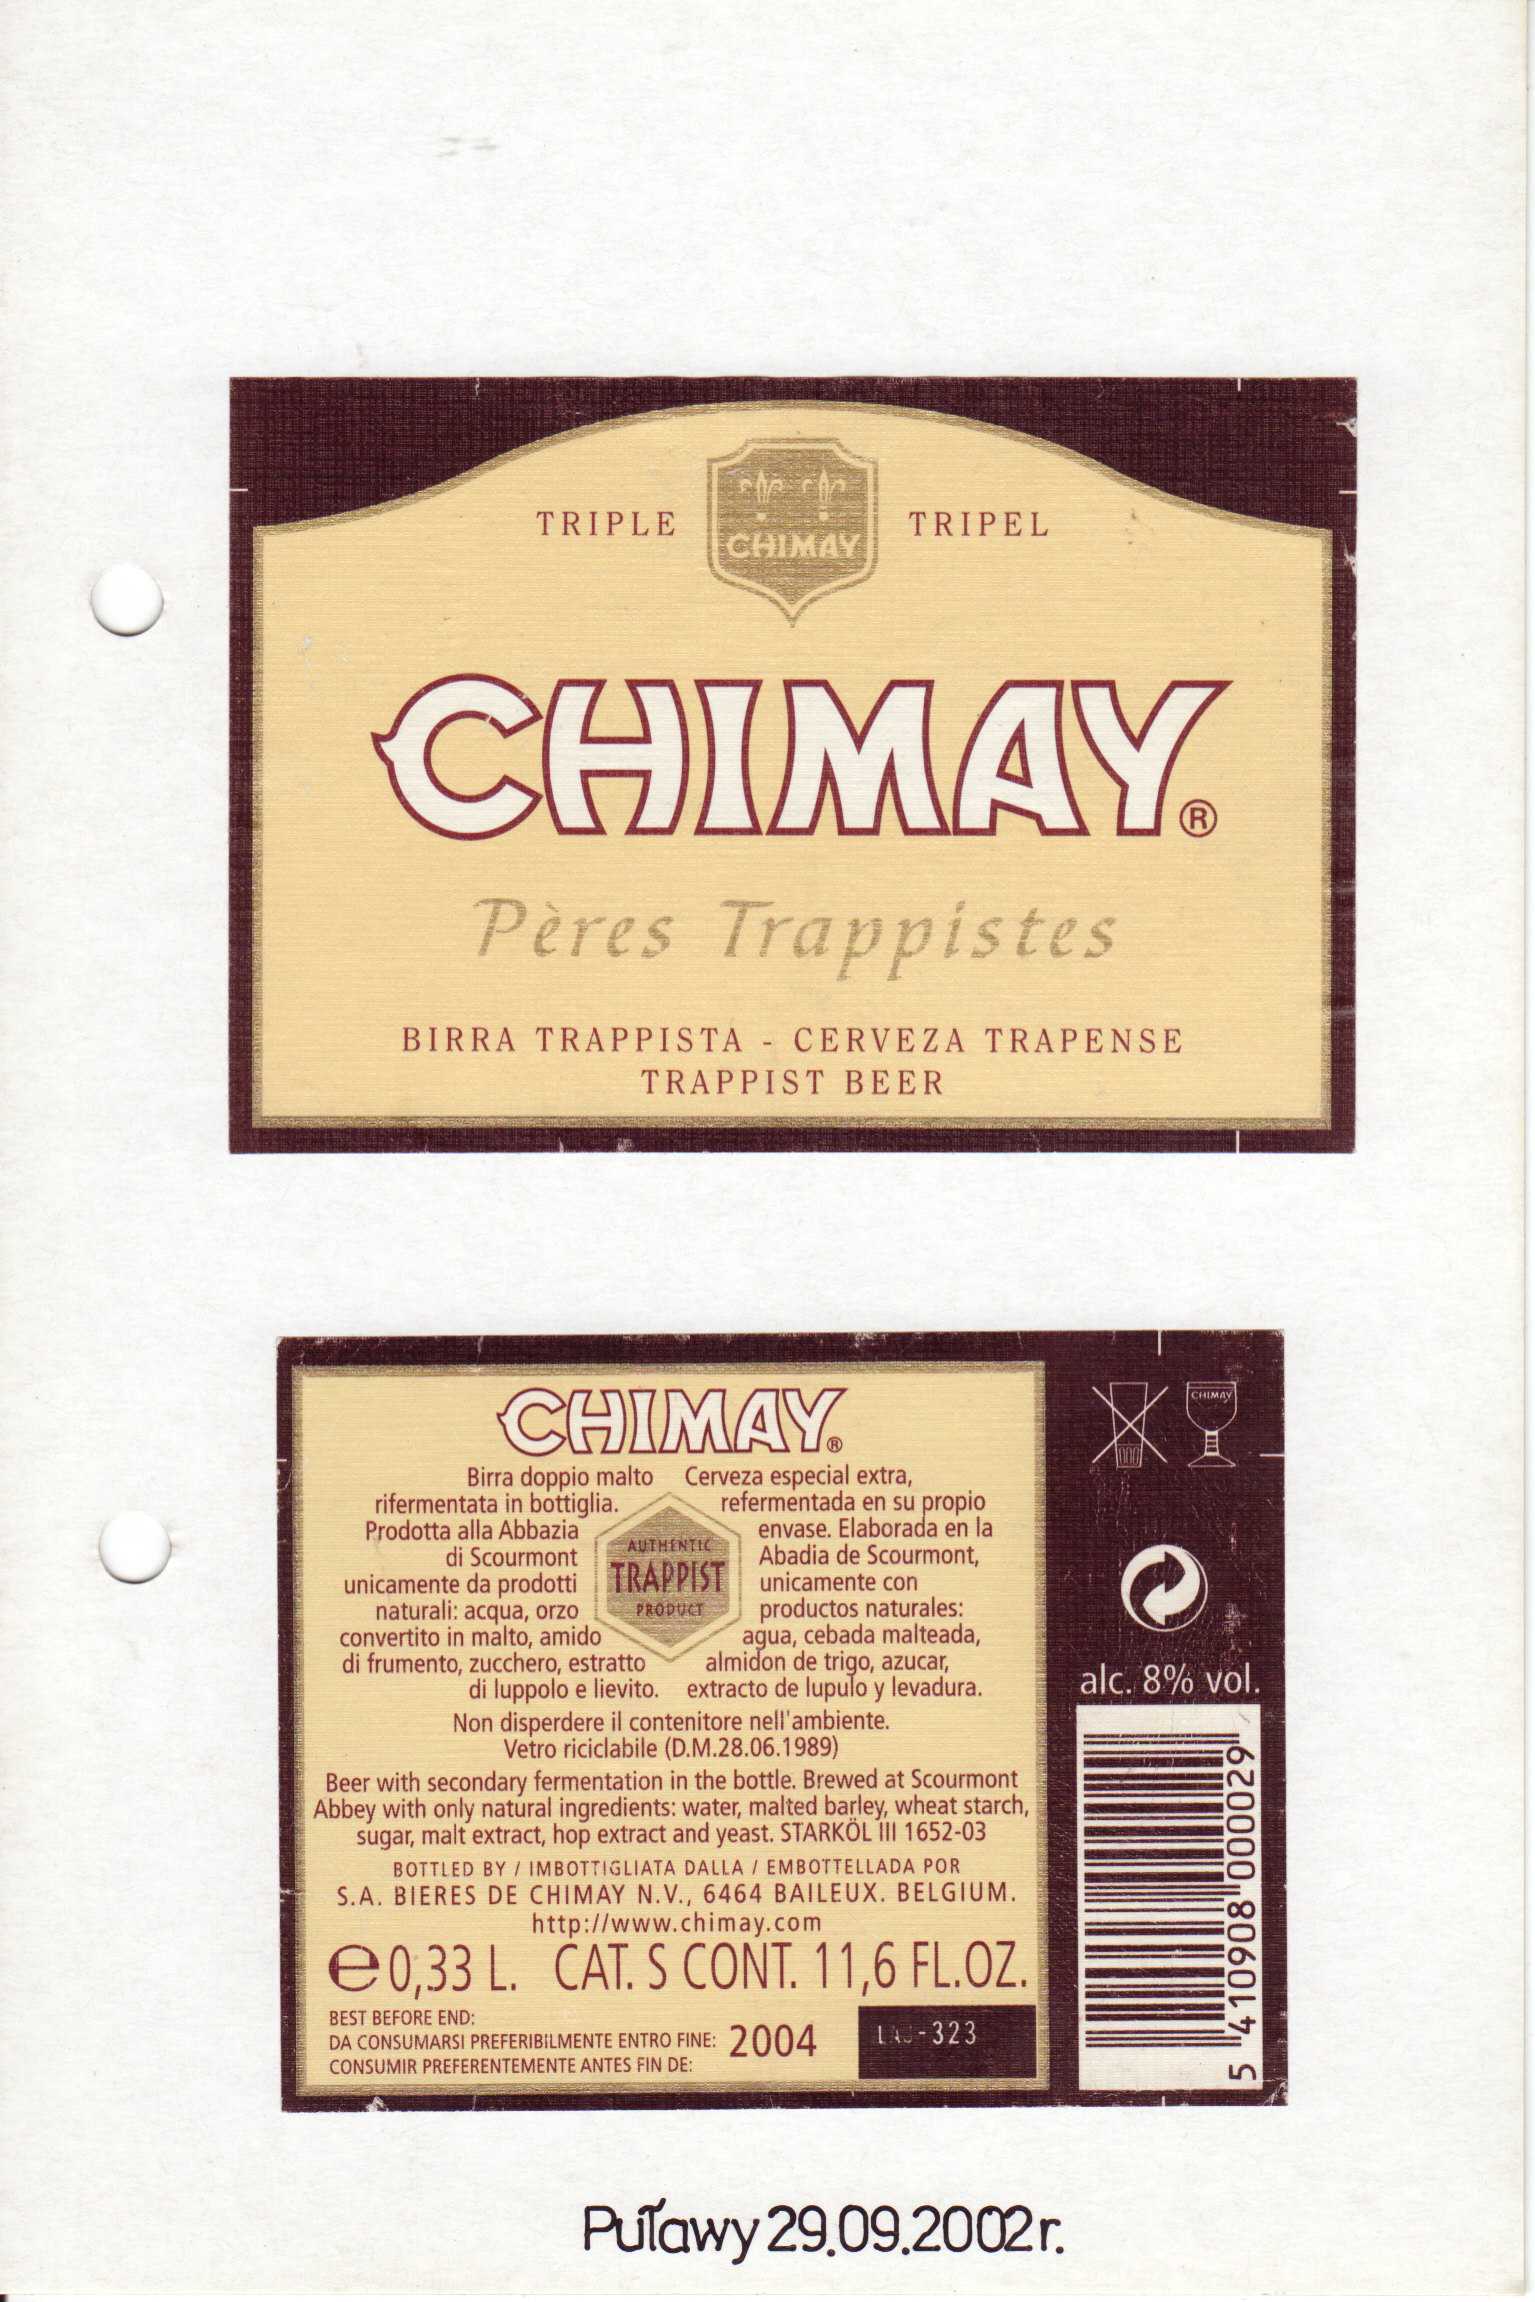 TRIPLE
CHIMAY
TRIPEL
CHIMAY®
Pères Trappistes
BIRRA TRAPPISTA - CERVEZA TRAPENSE
TRAPPIST BEER
CHIMAY®
Birra doppio malto
rifermentata in bottiglia.
Prodotta alla Abbazia
di Scourmont
unicamente da prodotti
naturali: acqua, orzo
convertito in malto, amido
di frumento, zucchero, estratto
di luppolo e lievito.
AUTHENTIC
TRAPPIST
PRODUCT
Cerveza especial extra,
refermentada en su propio
envase. Elaborada en la
Abadia de Scourmont,
unicamente con
productos naturales:
agua, cebada malteada,
almidon de trigo, azucar,
extracto de lupulo y levadura.
Non disperdere il contenitore nell'ambiente.
Vetro riciclabile (D.M.28.06.1989)
Beer with secondary fermentation in the bottle. Brewed at Scourmont
Abbey with only natural ingredients: water, malted barley, wheat starch,
sugar, malt extract, hop extract and yeast. STARKÖL III 1652-03
BOTTLED BY / IMBOTTIGLIATA DALLA / EMBOTTELLADA POR
S.A. BIERES DE CHIMAY N.V., 6464 BAILEUX. BELGIUM.
http://www.chimay.com
e 0,33 L. CAT. S CONT. 11,6 FL.OZ.
BEST BEFORE END:
DA CONSUMARSI PREFERIBILMENTE ENTRO FINE: 2004
CONSUMIR PREFERENTEMENTE ANTES FIN DE:
-323
CHIMAY
alc. 8% vol.
5 410908 000029
Puławy 29.09.2002r.